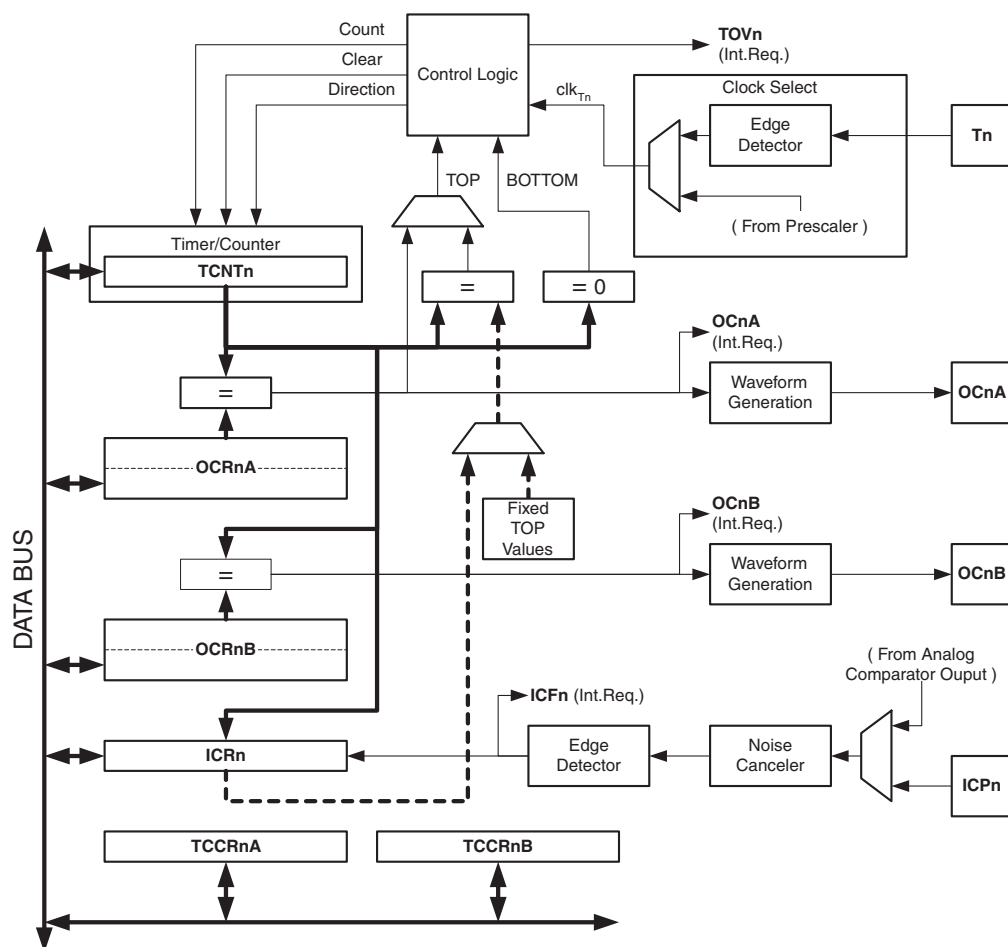 Count
TOVn
(Int.Req.)
Clear
Control Logic
Direction
clkTn
Clock Select
Edge
Detector
Tn
TOP
BOTTOM
( From Prescaler )
Timer/Counter
TCNTn
=
= 0
OCnA
(Int.Req.)
=
Waveform
Generation
OCnA
OCRnA
Fixed
TOP
Values
OCnB
(Int.Req.)
=
Waveform
Generation
OCnB
DATA BUS
OCRnB
( From Analog
Comparator Ouput )
ICFn (Int.Req.)
ICRn
Edge
Detector
Noise
Canceler
ICPn
TCCRnA
TCCRnB